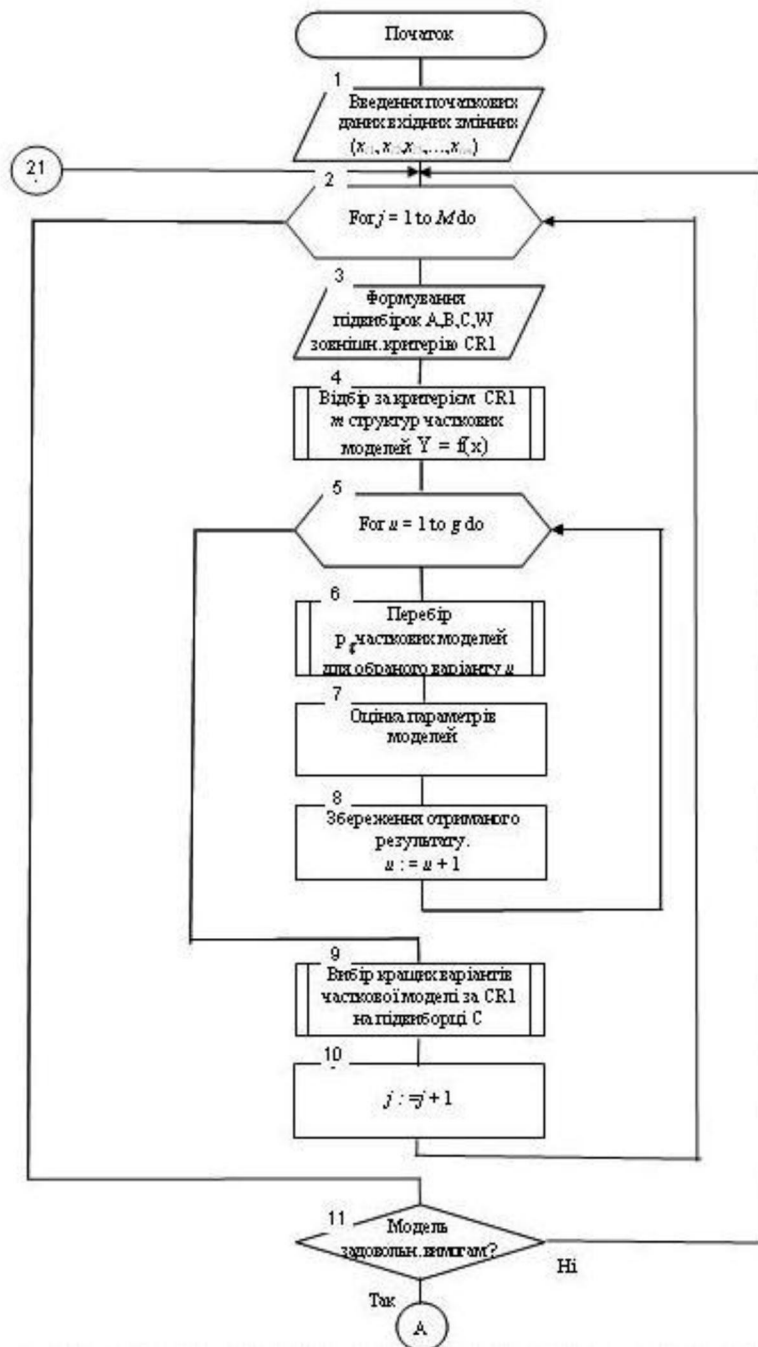 Початок
1
Введення початкових
даних вхідних змінних
2
21
For j = 1 to M do
3
Формування
підвибірок A,B,C,W
зовнішн.критерію CR1
4
Відбір за критерієм CR1
m структур часткових
моделей Y = f(x)
5
For u = 1 to g do
6
Перебір
p g часткових моделей
для обраного варіанту u
7
Оцінка параметрів
моделей
8
Збереження отриманого
результату.
u : = u + 1
9
Вибір кращих варіантів
часткової моделі за CR1
на підвиборці C
10
j : =j + 1
11
Модель
задовольн.вимогам?
Ні
Так
A